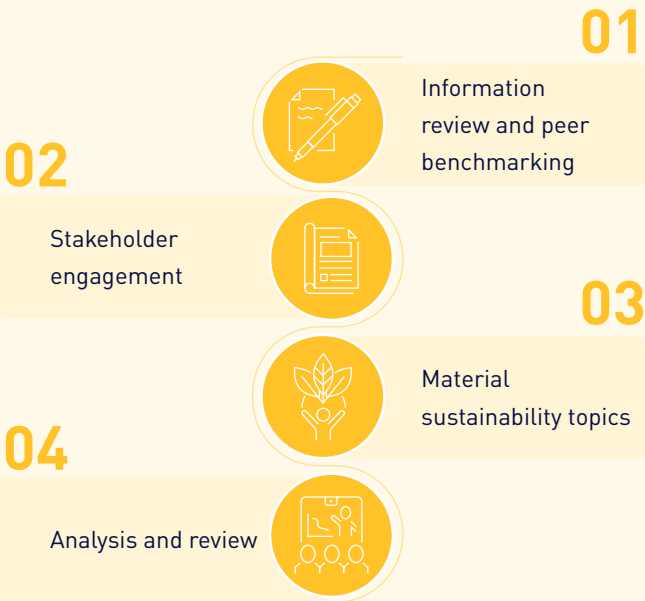 01
Information
review and peer
benchmarking
02
Stakeholder
engagement
03
Material
sustainability topics
04
Analysis and review